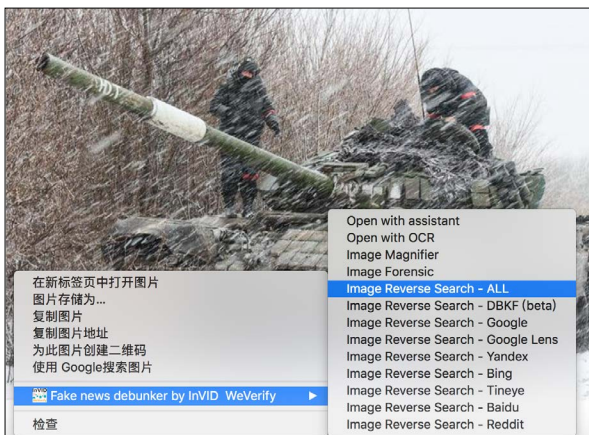 在新标签页中打开图片
图片存储为...
复制图片
复制图片地址
为此图片创建二维码
使用 Google搜索图片
Fake news debunker by InVID WeVerify
检查
Open with assistant
Open with OCR
Image Magnifier
Image Forensic
Image Reverse Search - ALL
Image Reverse Search - DBKF (beta)
Image Reverse Search - Google
Image Reverse Search - Google Lens
Image Reverse Search - Yandex
Image Reverse Search - Bing
Image Reverse Search - Tineye
Image Reverse Search - Baidu
Image Reverse Search - Reddit